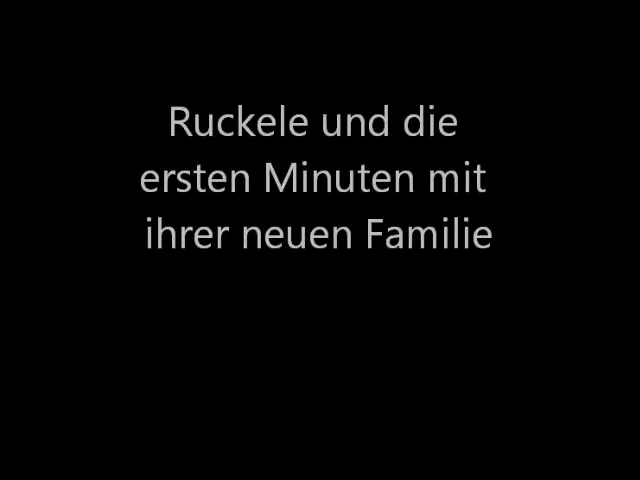 Ruckele und die
ersten Minuten mit
ihrer neuen Familie